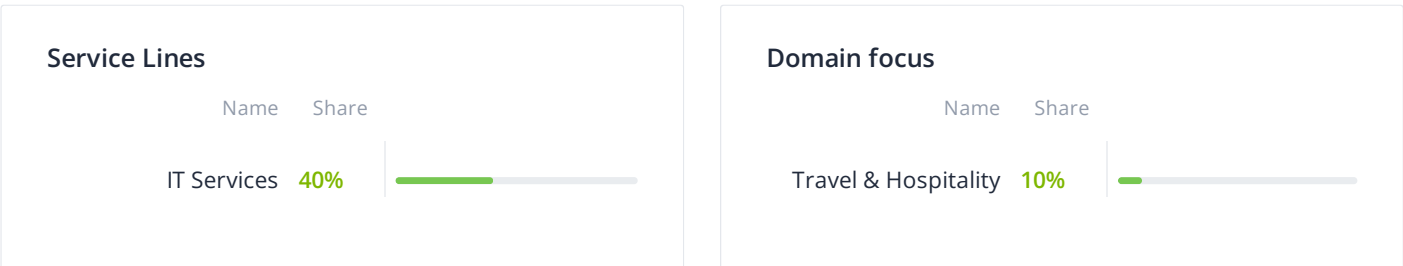 Service Lines
Name Share
IT Services 40%
Domain focus
Name Share
Travel & Hospitality 10%